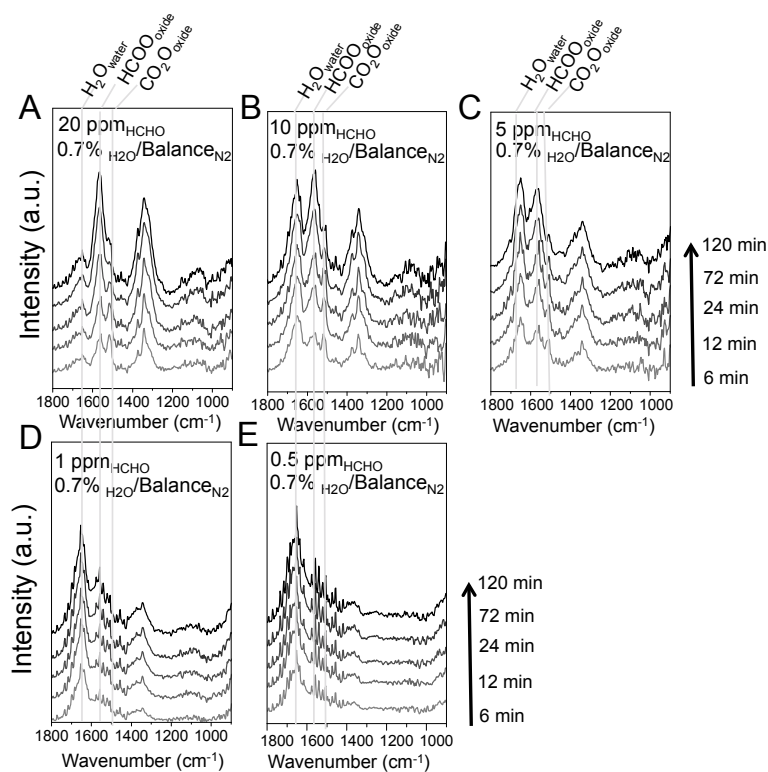 H2Owater
HCOOoxide
CO2Ooxide
H2Owater
HCOOoxide
CO2Ooxide
H2Owater
HCOOoxide
CO2Ooxide
A
20 ppmHCHO
0.7% H2O/BalanceN2
B
10 ppmHCHO
0.7% H2O/BalanceN2
C
5 ppmHCHO
0.7% H2O/BalanceN2
Intensity (a.u.)
120 min
72 min
24 min
12 min
6 min
1800 1600 1400 1200 1000
Wavenumber (cm-1)
1800 1600 1400 1200 1000
Wavenumber (cm-1)
1800 1600 1400 1200 1000
Wavenumber (cm-1)
D
1 ppmHCHO
0.7% H2O/BalanceN2
E
0.5 ppmHCHO
0.7% H2O/BalanceN2
Intensity (a.u.)
120 min
72 min
24 min
12 min
6 min
1800 1600 1400 1200 1000
Wavenumber (cm-1)
1800 1600 1400 1200 1000
Wavenumber (cm-1)